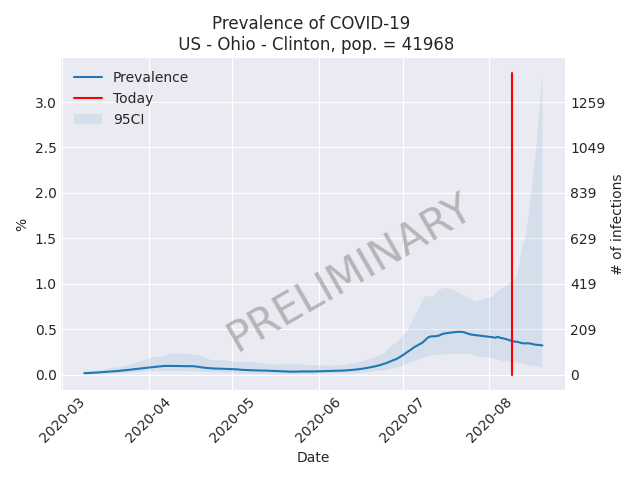 Prevalence of COVID-19
US - Ohio - Clinton, pop. = 41968
Prevalence
Today
95CI
3.0
2.5
2.0
1.5
1.0
0.5
0.0
%
1259
1049
839
629
419
209
0
# of infections
PRELIMINARY
2020-03
2020-04
2020-05
2020-06
2020-07
2020-08
Date